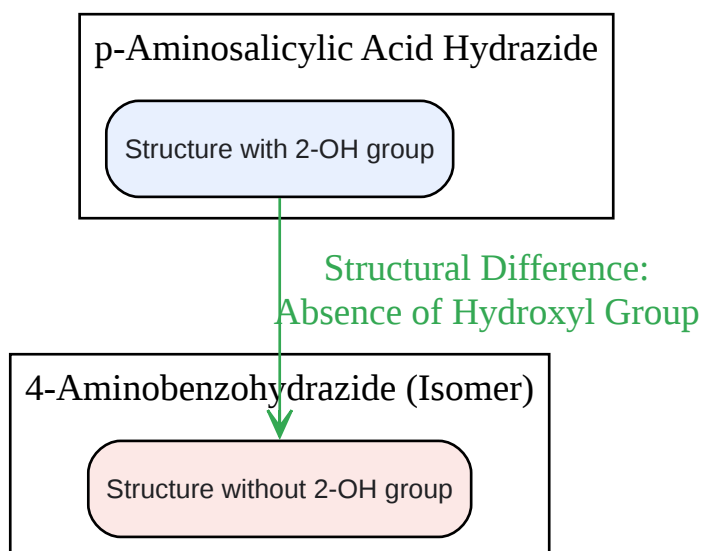 p-Aminosalicylic Acid Hydrazide
Structure with 2-OH group
Structural Difference:
Absence of Hydroxyl Group
4-Aminobenzohydrazide (Isomer)
Structure without 2-OH group